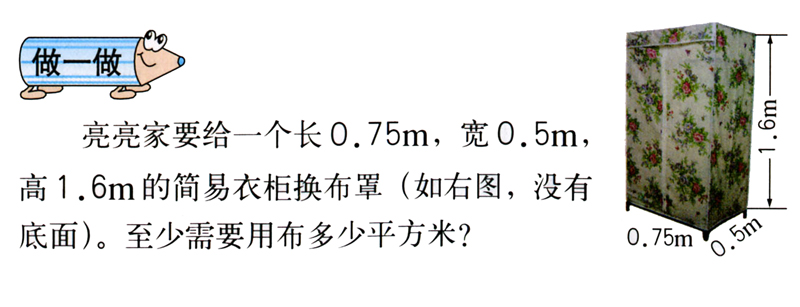 做一做
亮亮家要给一个长0.75m，宽0.5m，
高1.6m的简易衣柜换布罩（如右图，没有
底面）。至少需要用布多少平方米？
1.6m
0.75m
0.5m